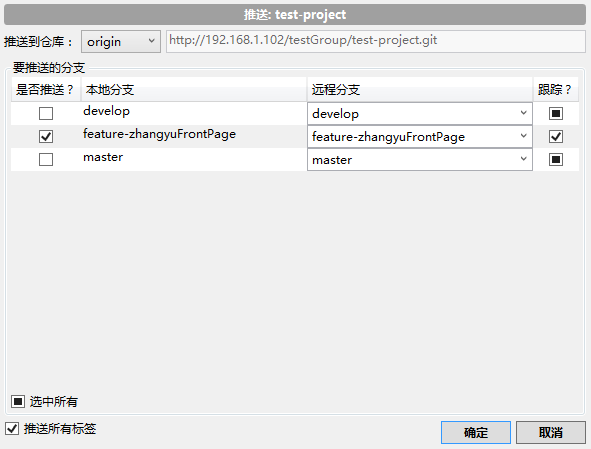 推送: test-project
推送到仓库： origin http://192.168.1.102/testGroup/test-project.git
要推送的分支
是否推送？ 本地分支 远程分支 跟踪？
develop develop
feature-zhangyuFrontPage feature-zhangyuFrontPage
master master
选中所有
推送所有标签
确定 取消